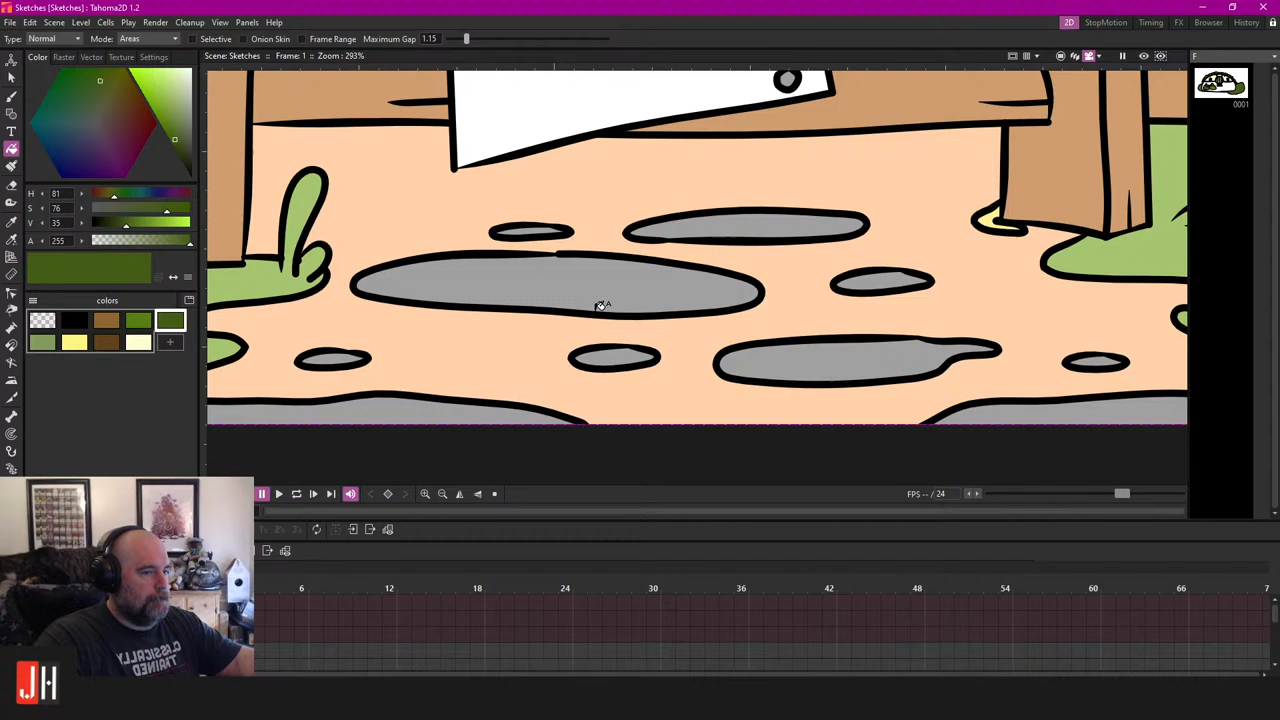 Sketches [Sketches] : Tahoma2D 1.2
File Edit Scene Level Cells Play Render Cleanup View Panels Help
2D StopMotion Timing FX Browser History
Type: Normal Mode: Areas Selective Onion Skin Frame Range Maximum Gap 1.15
Color Raster Vector Texture Settings
Scene: Sketches :: Frame: 1 :: Zoom : 293%
F
0001
H 81
S 76
V 35
A 255
colors
A
FPS -- / 24
6 12 18 24 30 36 42 48 54 60 66 7
CLASSICALLY
TRAINED
JH